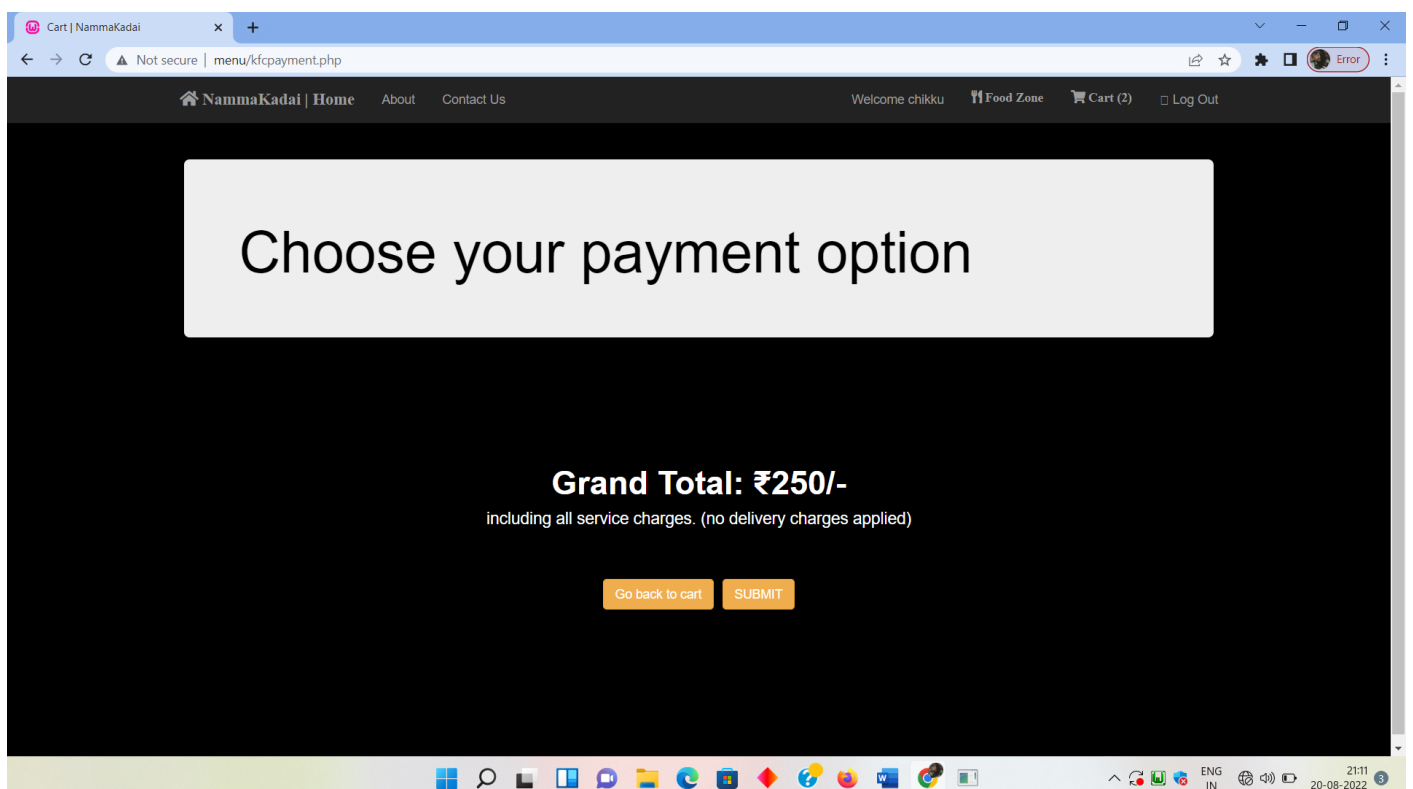 Cart | NammaKadai
Not secure | menu/kfcpayment.php
Error
NammaKadai | Home About Contact Us Welcome chikku Food Zone Cart (2) Log Out
Choose your payment option
Grand Total: ₹250/-
including all service charges. (no delivery charges applied)
Go back to cart SUBMIT
ENG
IN
21:11
20-08-2022
3